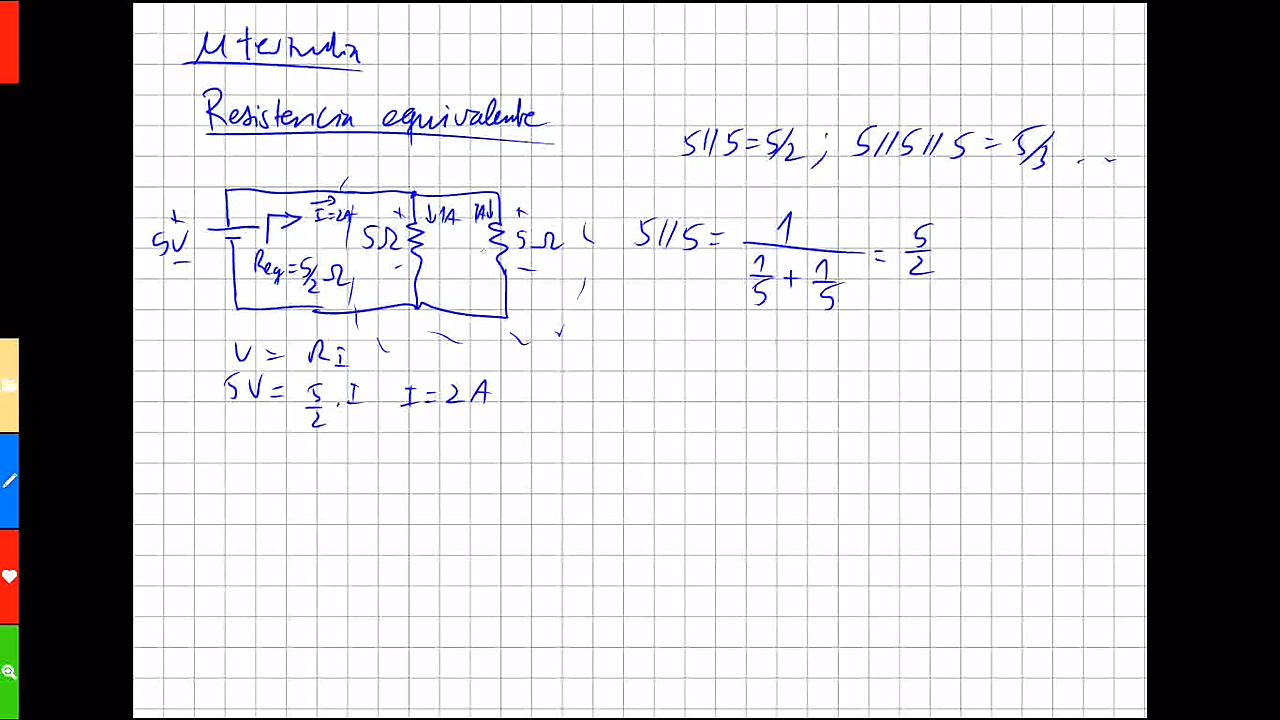 Resistencia equivalente
5//5=5/2 ; 5//5//5 = 5/3 ...
+ I=2A + ↓1A 1A↓ +
5V 5Ω 5Ω
Req=5/2 Ω - -
5//5 = 1/(1/5 + 1/5) = 5/2
V = RI
5V = 5/2 . I I = 2A